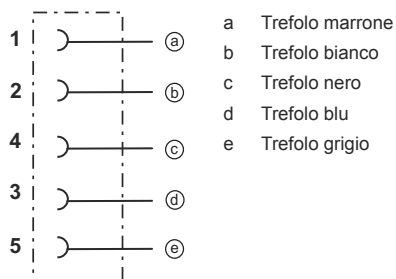 1 ⓐ
2 ⓑ
4 ⓒ
3 ⓓ
5 ⓔ
a Trefolo marrone
b Trefolo bianco
c Trefolo nero
d Trefolo blu
e Trefolo grigio